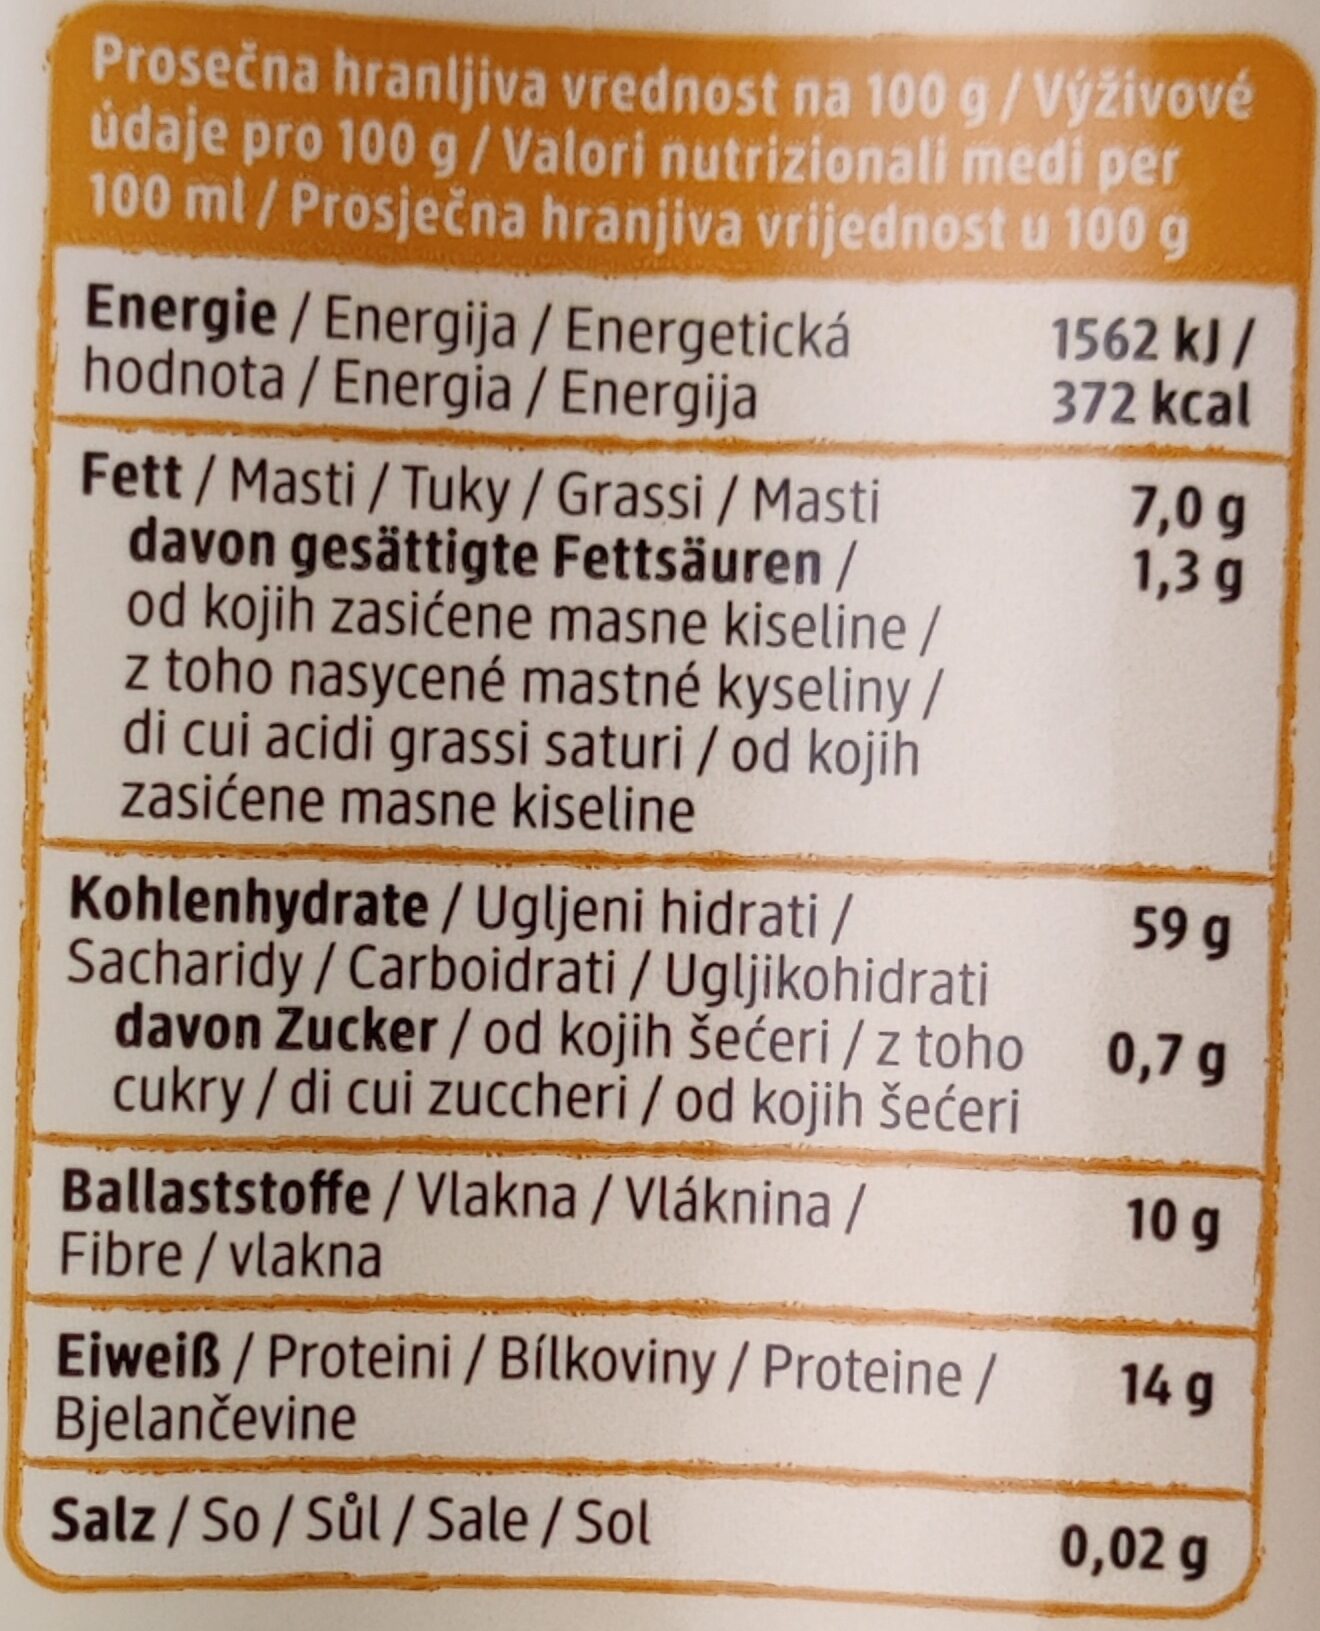 Prosečna hranljiva vrednost na 100 g / Výživové
údaje pro 100 g / Valori nutrizionali medi per
100 ml / Prosječna hranjiva vrijednost u 100 g
Energie / Energija / Energetická 1562 kJ /
hodnota / Energia / Energija 372 kcal
Fett / Masti / Tuky / Grassi / Masti 7,0 g
davon gesättigte Fettsäuren / 1,3 g
od kojih zasićene masne kiseline /
z toho nasycené mastné kyseliny /
di cui acidi grassi saturi / od kojih
zasićene masne kiseline
Kohlenhydrate / Ugljeni hidrati / 59 g
Sacharidy / Carboidrati / Ugljikohidrati
davon Zucker / od kojih šećeri / z toho 0,7 g
cukry / di cui zuccheri / od kojih šećeri
Ballaststoffe / Vlakna / Vláknina / 10 g
Fibre / vlakna
Eiweiß / Proteini / Bílkoviny / Proteine / 14 g
Bjelančevine
Salz / So / Sůl / Sale / Sol 0,02 g